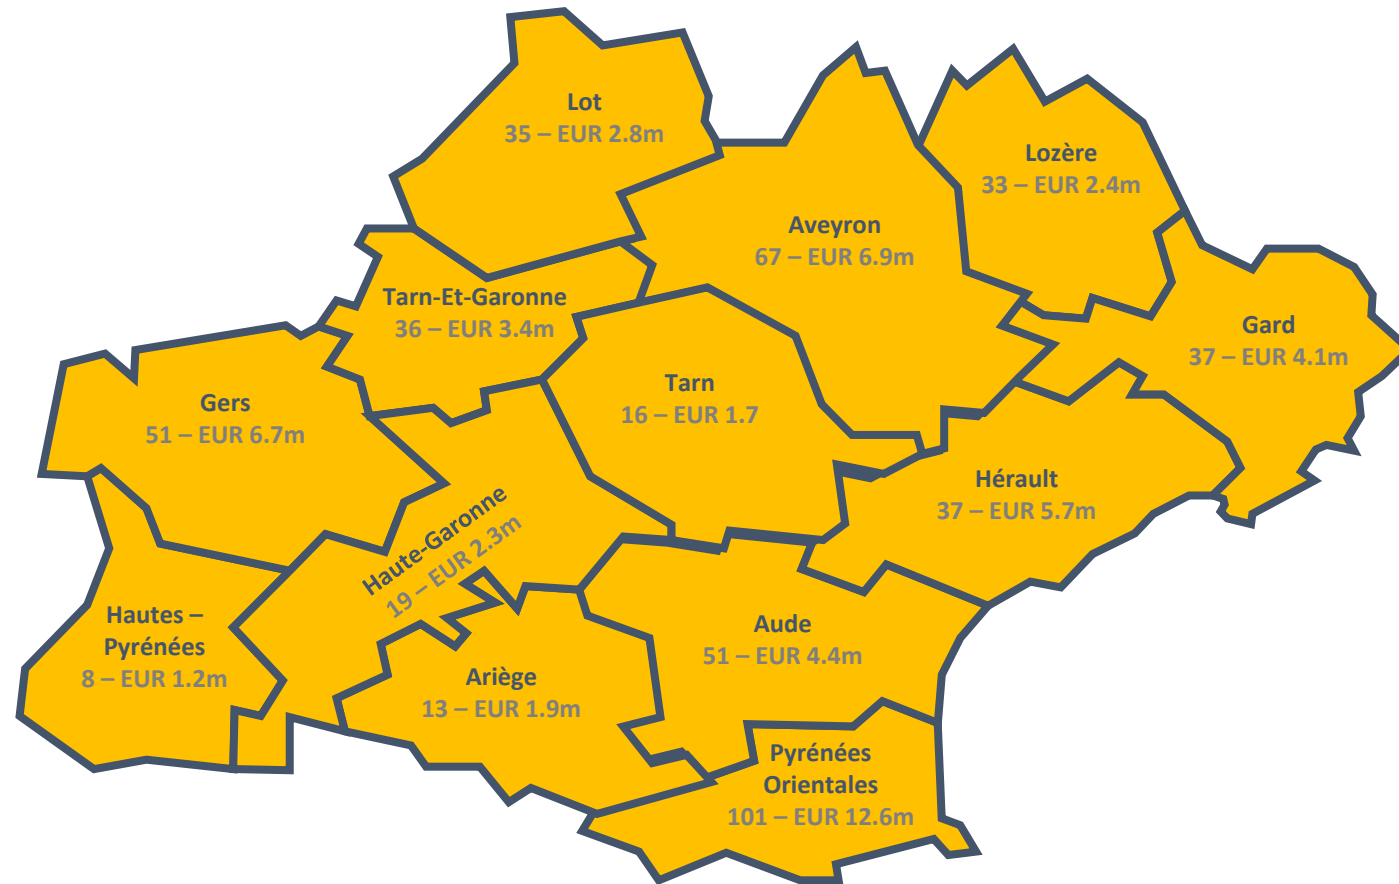 Lot
35 – EUR 2.8m
Lozère
33 – EUR 2.4m
Aveyron
67 – EUR 6.9m
Tarn-Et-Garonne
36 – EUR 3.4m
Gard
37 – EUR 4.1m
Tarn
16 – EUR 1.7
Gers
51 – EUR 6.7m
Hérault
37 – EUR 5.7m
Haute-Garonne
19 – EUR 2.3m
Hautes –
Pyrénées
8 – EUR 1.2m
Aude
51 – EUR 4.4m
Ariège
13 – EUR 1.9m
Pyrénées
Orientales
101 – EUR 12.6m